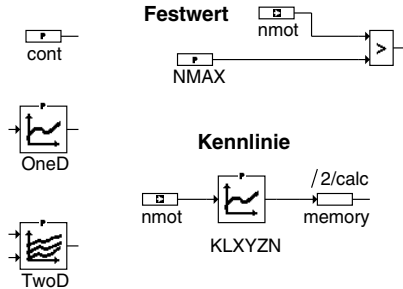 Festwert
P
cont
nmot
P
NMAX
>
P
OneD
Kennlinie
P
/2/calc
nmot
memory
KLXYZN
P
TwoD